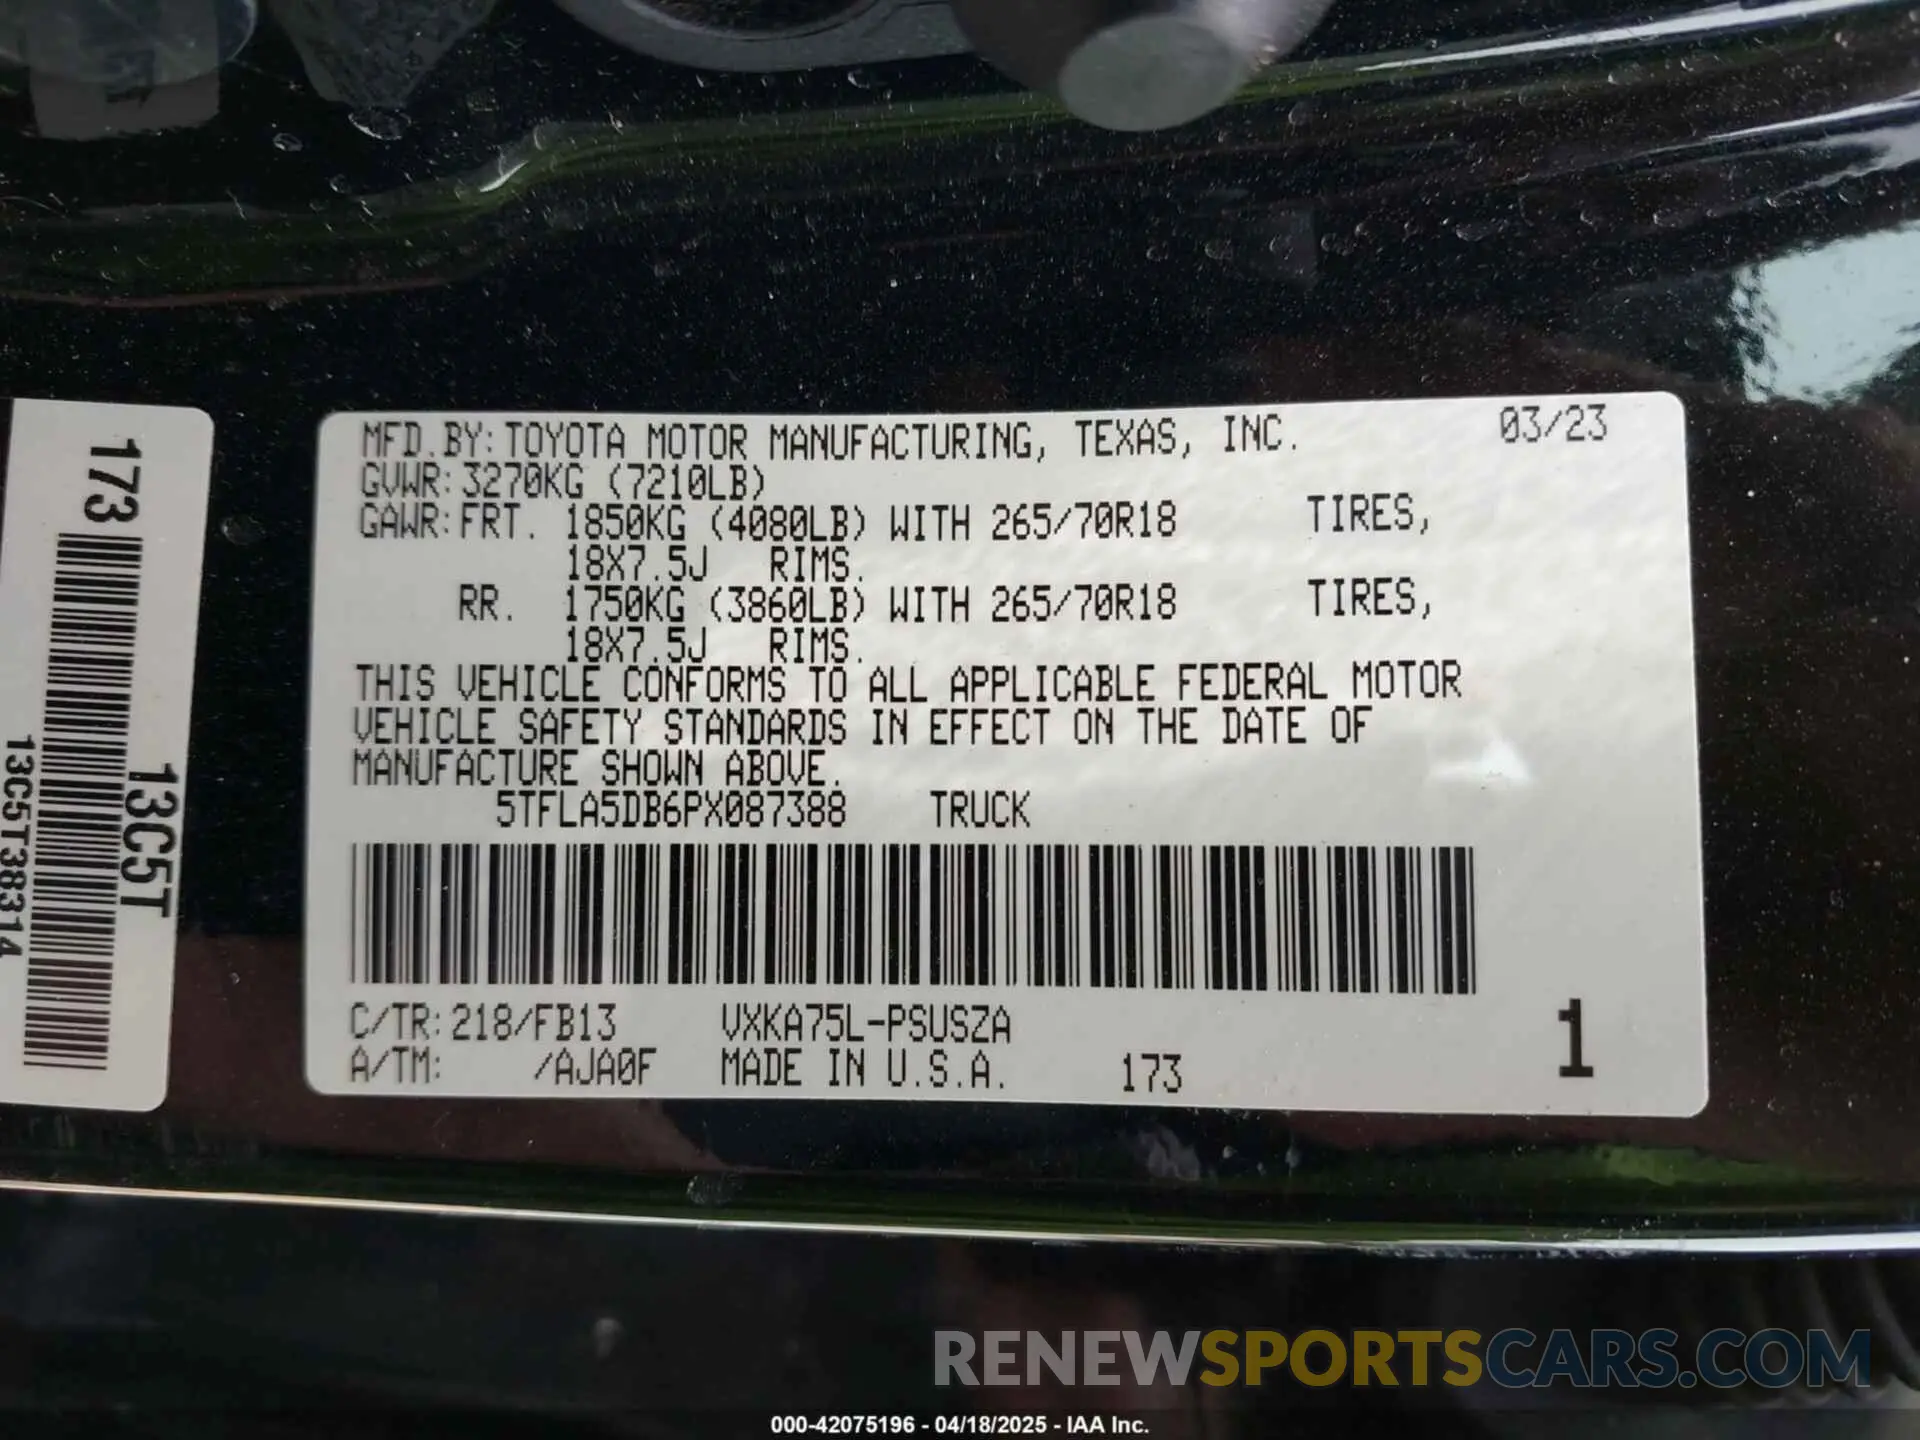 MFD.BY: TOYOTA MOTOR MANUFACTURING, TEXAS, INC. 03/23
GVWR: 3270KG (7210LB)
GAWR: FRT. 1850KG (4080LB) WITH 265/70R18 TIRES,
18X7.5J RIMS.
RR. 1750KG (3860LB) WITH 265/70R18 TIRES,
18X7.5J RIMS.
THIS VEHICLE CONFORMS TO ALL APPLICABLE FEDERAL MOTOR
VEHICLE SAFETY STANDARDS IN EFFECT ON THE DATE OF
MANUFACTURE SHOWN ABOVE.
5TFLA5DB6PX087388 TRUCK
C/TR: 218/FB13 VXKA75L-PSUSZA
A/TM: /AJA0F MADE IN U.S.A. 173
1
173
13C5T
13C5T38314
RENEWSPORTSCARS.COM
000-42075196 - 04/18/2025 - IAA Inc.